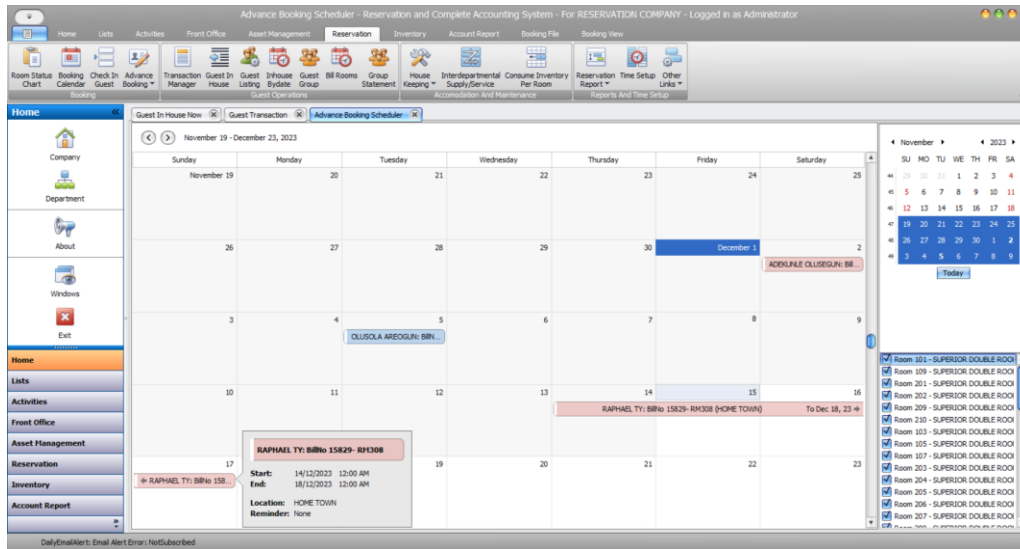 Advance Booking Scheduler - Reservation and Complete Accounting System - For RESERVATION COMPANY - Logged in as Administrator
Home Lists Activities Front Office Asset Management Reservation Inventory Account Report Booking File Booking View
Room Status Chart
Booking Calendar
Check In Guest
Advance Booking
Transaction Manager
Guest In House
Guest Listing
Inhouse Bydate
Guest Group
Bill Rooms
Group Statement
House Keeping
Interdepartmental Supply/Service
Consume Inventory Per Room
Reservation Report
Time Setup
Other Links
Booking Guest Operations Accomodation And Maintenance Reports And Time Setup
Home «
Guest In House Now Guest Transaction Advance Booking Scheduler
Company
Department
About
Windows
Exit
Home
Lists
Activities
Front Office
Asset Management
Reservation
Inventory
Account Report
November 19 - December 23, 2023
Sunday Monday Tuesday Wednesday Thursday Friday Saturday
November 19 20 21 22 23 24 25
26 27 28 29 30 December 1 2
ADEKUNLE OLUSEGUN: Bill...
3 4 5 6 7 8 9
OLUSOLA AREOGUN: BillN...
10 11 12 13 14 15 16
RAPHAEL TY: BillNo 15829- RM308 (HOME TOWN) To Dec 18, 23
17 19 20 21 22 23
RAPHAEL TY: BillNo 158...
RAPHAEL TY: BillNo 15829- RM308
Start: 14/12/2023 12:00 AM
End: 18/12/2023 12:00 AM
Location: HOME TOWN
Reminder: None
November 2023
SU MO TU WE TH FR SA
44 29 30 31 1 2 3 4
45 5 6 7 8 9 10 11
46 12 13 14 15 16 17 18
47 19 20 21 22 23 24 25
48 26 27 28 29 30 1 2
49 3 4 5 6 7 8 9
Today
Room 101 - SUPERIOR DOUBLE ROOI
Room 109 - SUPERIOR DOUBLE ROOI
Room 201 - SUPERIOR DOUBLE ROOI
Room 202 - SUPERIOR DOUBLE ROOI
Room 209 - SUPERIOR DOUBLE ROOI
Room 210 - SUPERIOR DOUBLE ROOI
Room 103 - SUPERIOR DOUBLE ROOI
Room 105 - SUPERIOR DOUBLE ROOI
Room 107 - SUPERIOR DOUBLE ROOI
Room 203 - SUPERIOR DOUBLE ROOI
Room 204 - SUPERIOR DOUBLE ROOI
Room 205 - SUPERIOR DOUBLE ROOI
Room 206 - SUPERIOR DOUBLE ROOI
Room 207 - SUPERIOR DOUBLE ROOI
DailyEmailAlert: Email Alert Error: NotSubscribed